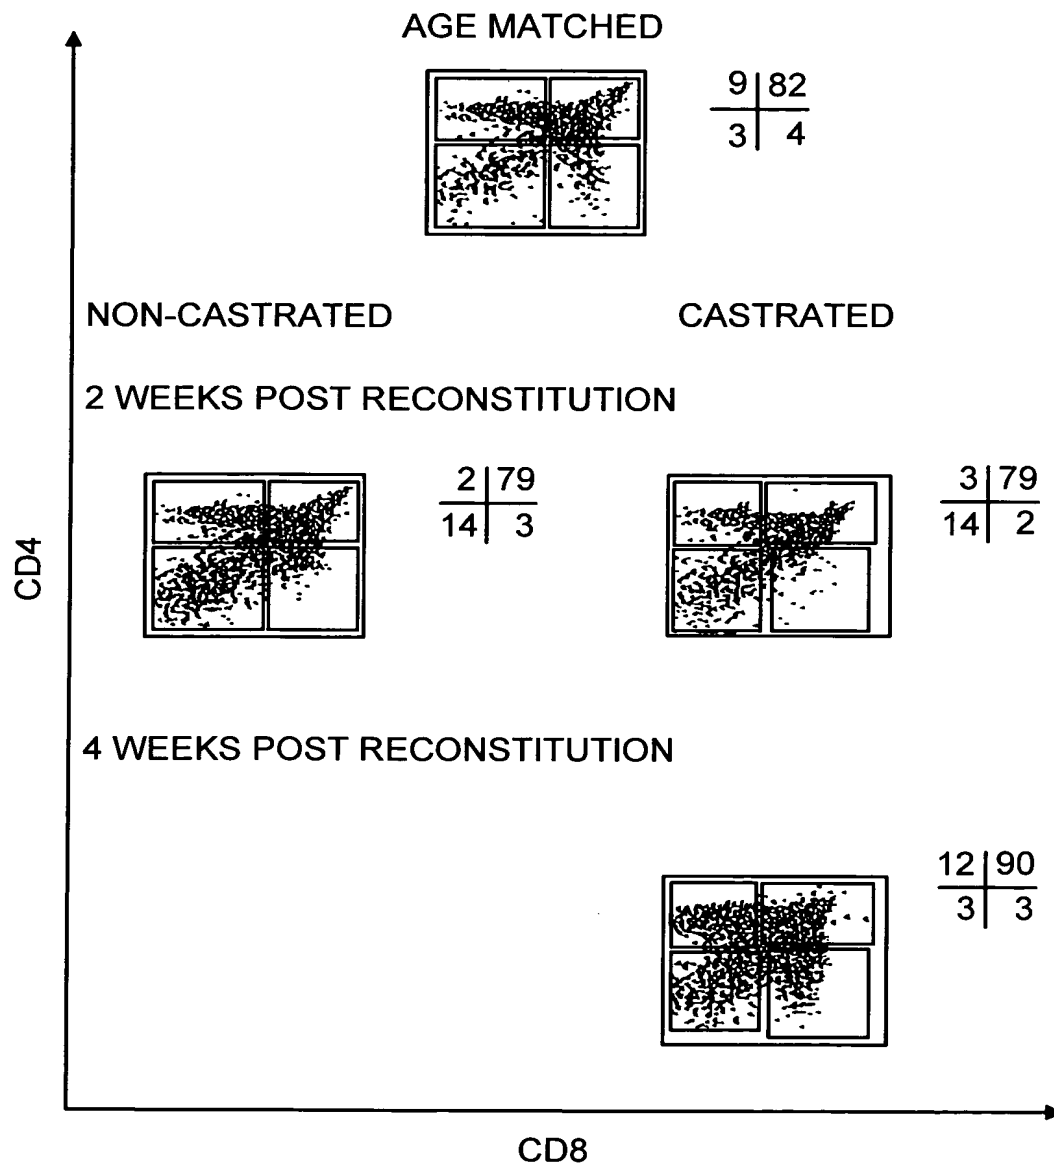 AGE MATCHED
9 82
3 4
NON-CASTRATED CASTRATED
2 WEEKS POST RECONSTITUTION
2 79
14 3
3 79
14 2
CD4
4 WEEKS POST RECONSTITUTION
12 90
3 3
CD8